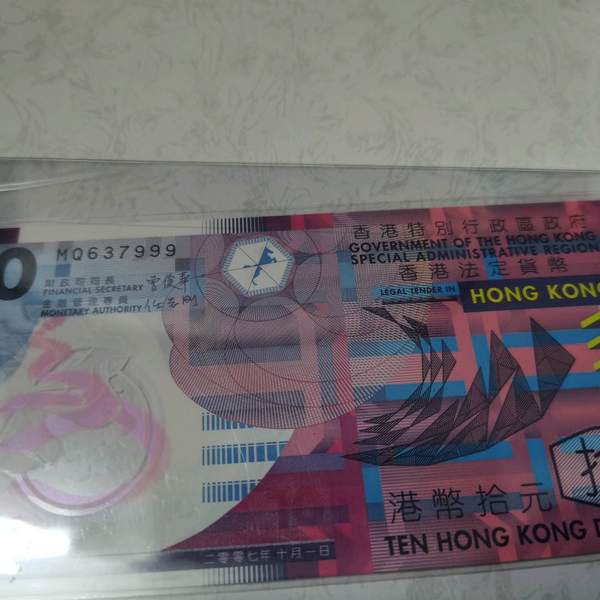 0
MQ637999
財政司司長
FINANCIAL SECRETARY
金融管理專員
MONETARY AUTHORITY
香港特別行政區政府
GOVERNMENT OF THE HONG KONG
SPECIAL ADMINISTRATIVE REGION
香港法定貨幣
LEGAL TENDER IN
HONG KONG
港幣拾元
TEN HONG KONG D
二零零七年十月一日